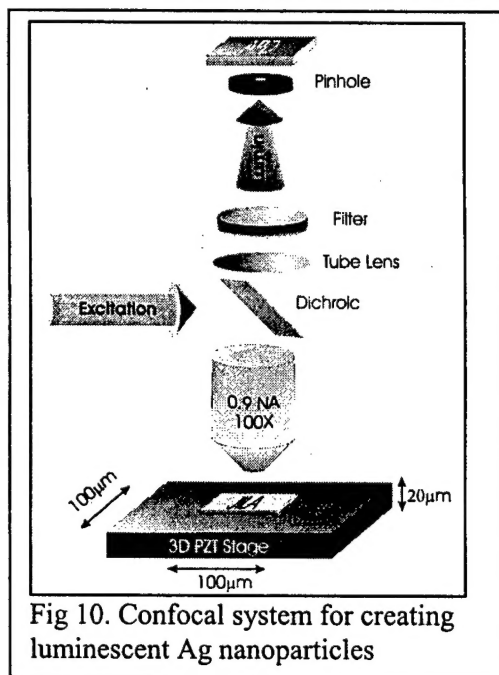 Pinhole
Filter
Tube Lens
Dichroic
Excitation
0.9 NA
100X
100μm
20μm
3D PZT Stage
100μm
Fig 10. Confocal system for creating
luminescent Ag nanoparticles